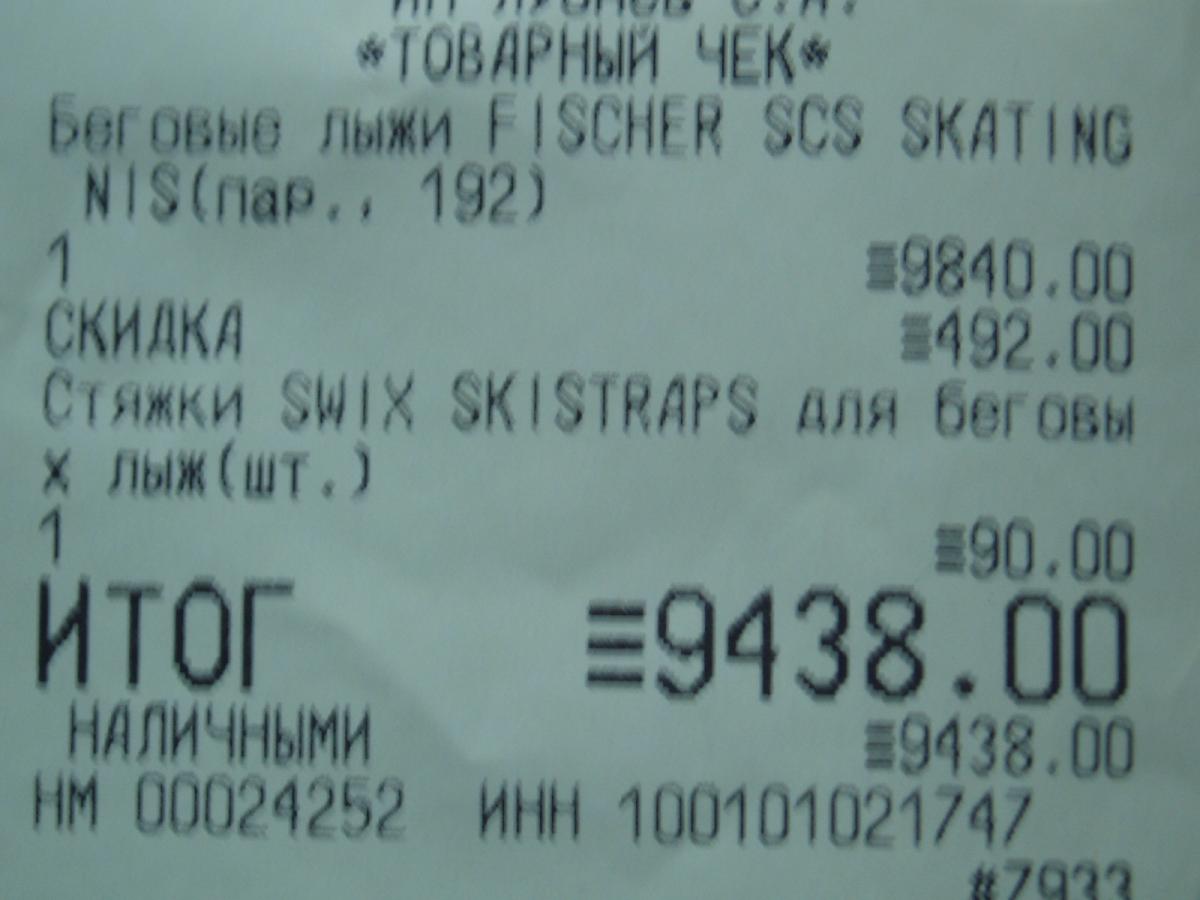 *ТОВАРНЫЙ ЧЕК*
Беговые лыжи FISCHER SCS SKATING
NIS(пар., 192)
1 ≡9840.00
СКИДКА ≡492.00
Стяжки SWIX SKISTRAPS для беговы
х лыж(шт.)
1 ≡90.00
ИТОГ ≡9438.00
НАЛИЧНЫМИ ≡9438.00
НМ 00024252 ИНН 100101021747
#7933